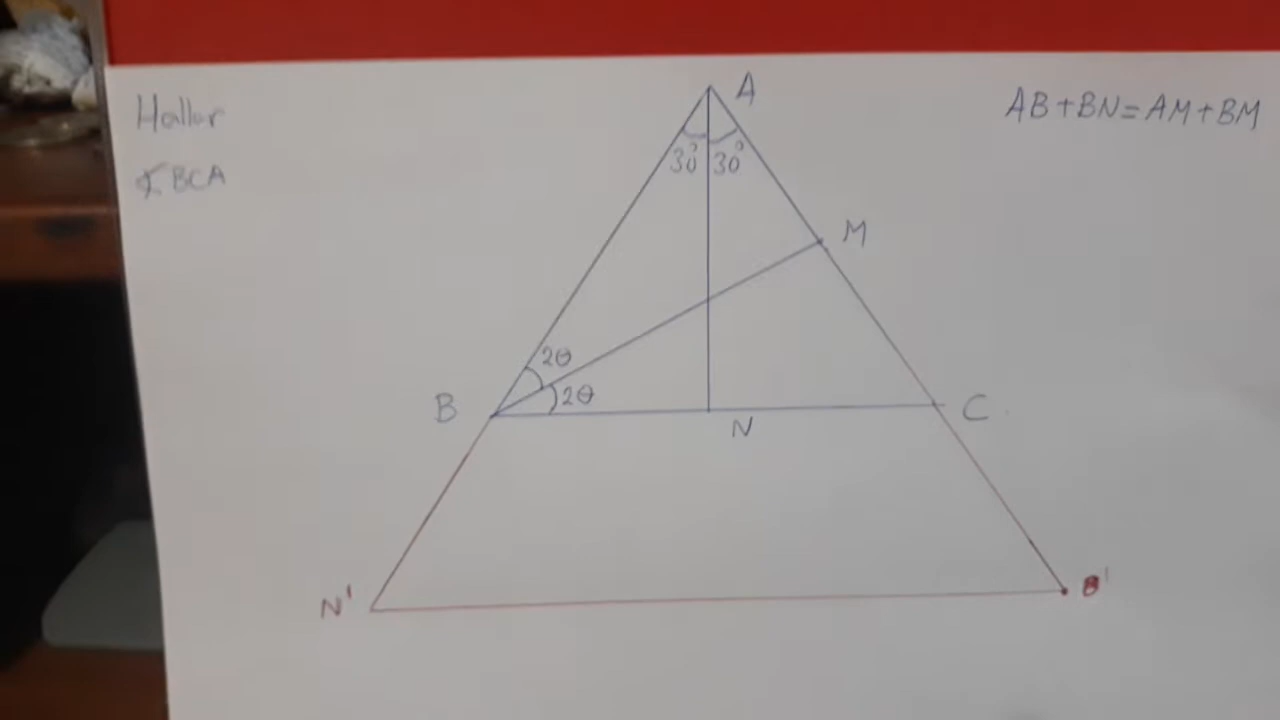 Hallar
∡BCA
AB+BN=AM+BM
A
30° 30°
M
2θ
2θ
B
N
C
N'
B'